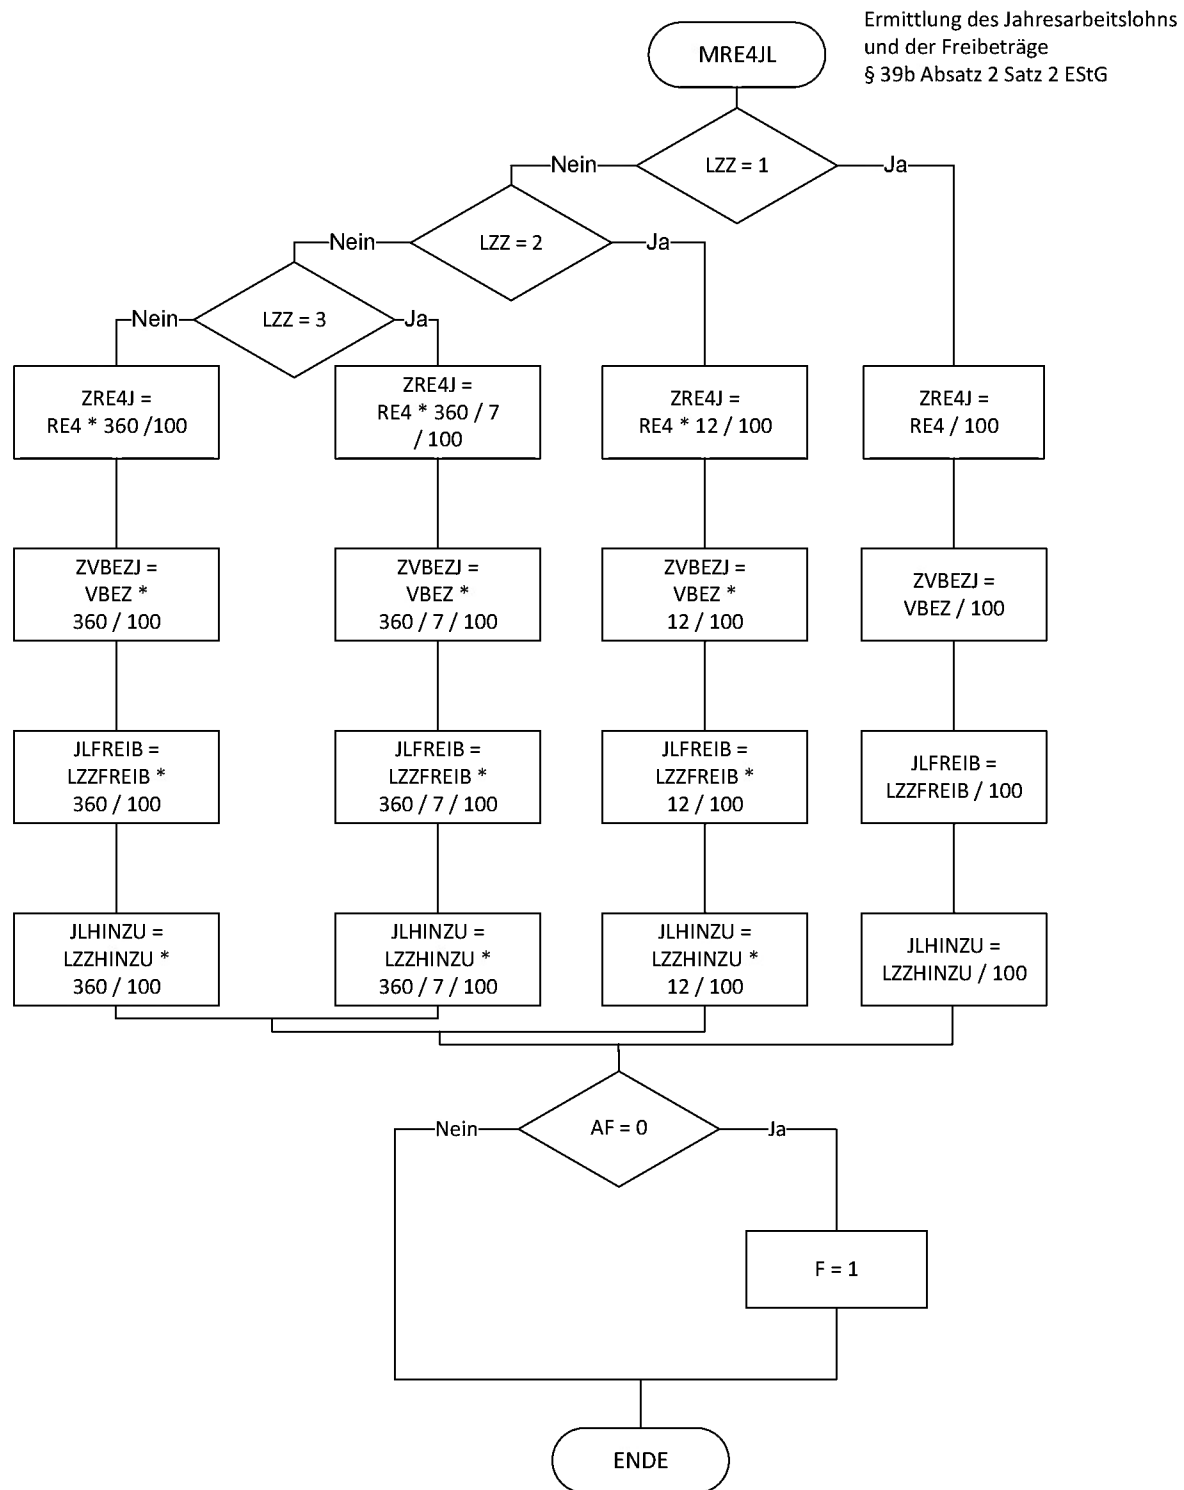 Ermittlung des Jahresarbeitslohns
und der Freibeträge
§ 39b Absatz 2 Satz 2 EStG
MRE4JL
LZZ = 1
Nein
Ja
LZZ = 2
Nein
Ja
LZZ = 3
Nein
Ja
ZRE4J =
RE4 * 360 /100
ZRE4J =
RE4 * 360 / 7
/ 100
ZRE4J =
RE4 * 12 / 100
ZRE4J =
RE4 / 100
ZVBEZJ =
VBEZ *
360 / 100
ZVBEZJ =
VBEZ *
360 / 7 / 100
ZVBEZJ =
VBEZ *
12 / 100
ZVBEZJ =
VBEZ / 100
JLFREIB =
LZZFREIB *
360 / 100
JLFREIB =
LZZFREIB *
360 / 7 / 100
JLFREIB =
LZZFREIB *
12 / 100
JLFREIB =
LZZFREIB / 100
JLHINZU =
LZZHINZU *
360 / 100
JLHINZU =
LZZHINZU *
360 / 7 / 100
JLHINZU =
LZZHINZU *
12 / 100
JLHINZU =
LZZHINZU / 100
AF = 0
Nein
Ja
F = 1
ENDE